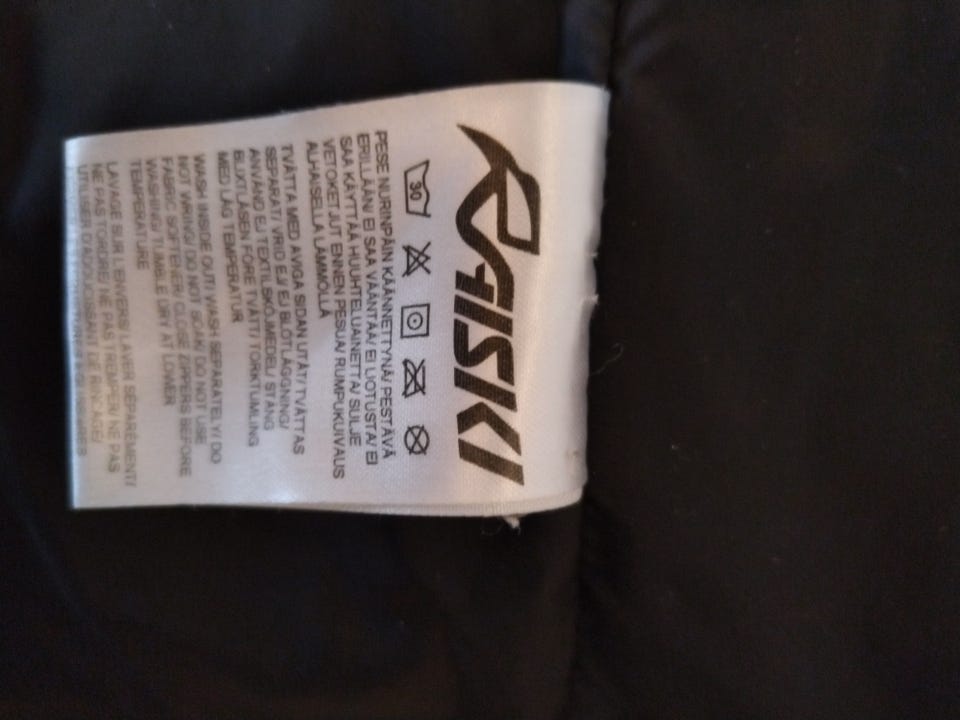 RAISKI
30
PESE NURINPÄIN KÄÄNNETTYNÄ/ PESTÄVÄ
ERILLÄÄN/ EI SAA VÄÄNTÄÄ/ EI LIOTUSTA/ EI
SAA KÄYTTÄÄ HUUHTELUAINETTA/ SULJE
VETOKETJUT ENNEN PESUA/ RUMPUKUIVAUS
ALHAISELLA LÄMMÖLLÄ
TVÄTTA MED AVIGA SIDAN UTÅT/ TVÄTTAS
SEPARAT/ VRID EJ/ EJ BLÖTLÄGGNING/
ANVÄND EJ TEXTILSKÖJMEDEL/ STÄNG
BLIXTLÅSEN FÖRE TVÄTT/ TORKTUMLING
MED LÅG TEMPERATUR
WASH INSIDE OUT/ WASH SEPARATELY/ DO
NOT WRING/ DO NOT SOAK/ DO NOT USE
FABRIC SOFTENER/ CLOSE ZIPPERS BEFORE
WASHING/ TUMBLE DRY AT LOWER
TEMPERATURE
LAVAGE SUR L'ENVERS/ LAVER SÉPARÉMENT/
NE PAS TORDRE/ NE PAS TREMPER/ NE PAS
UTILISER D'ADOUCISSANT DE RINÇAGE/